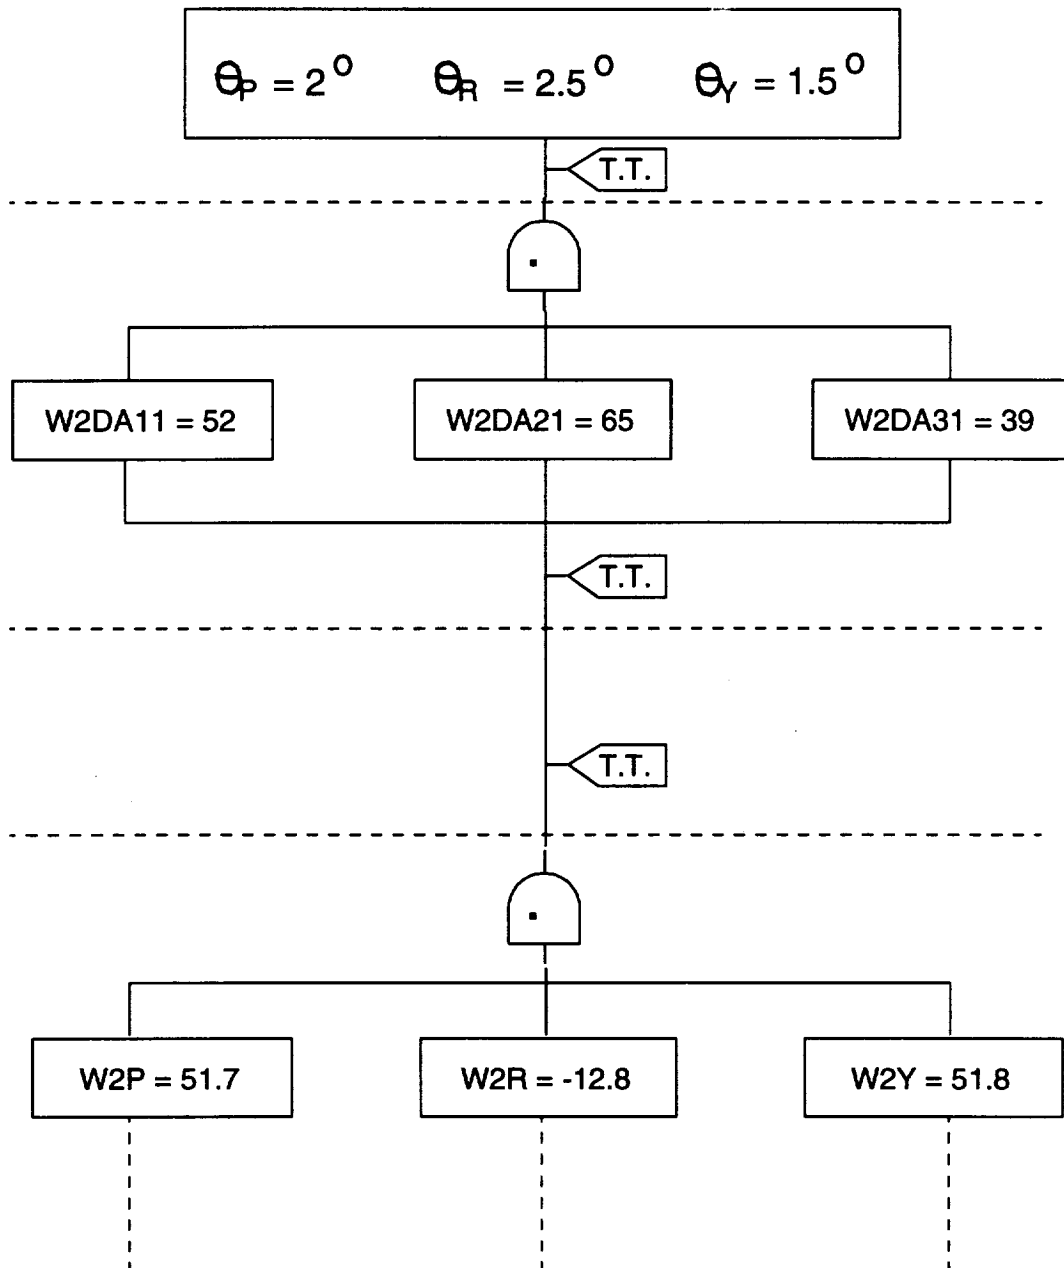 θP = 2° θR = 2.5° θY = 1.5°
T.T.
W2DA11 = 52 W2DA21 = 65 W2DA31 = 39
T.T.
T.T.
W2P = 51.7 W2R = -12.8 W2Y = 51.8